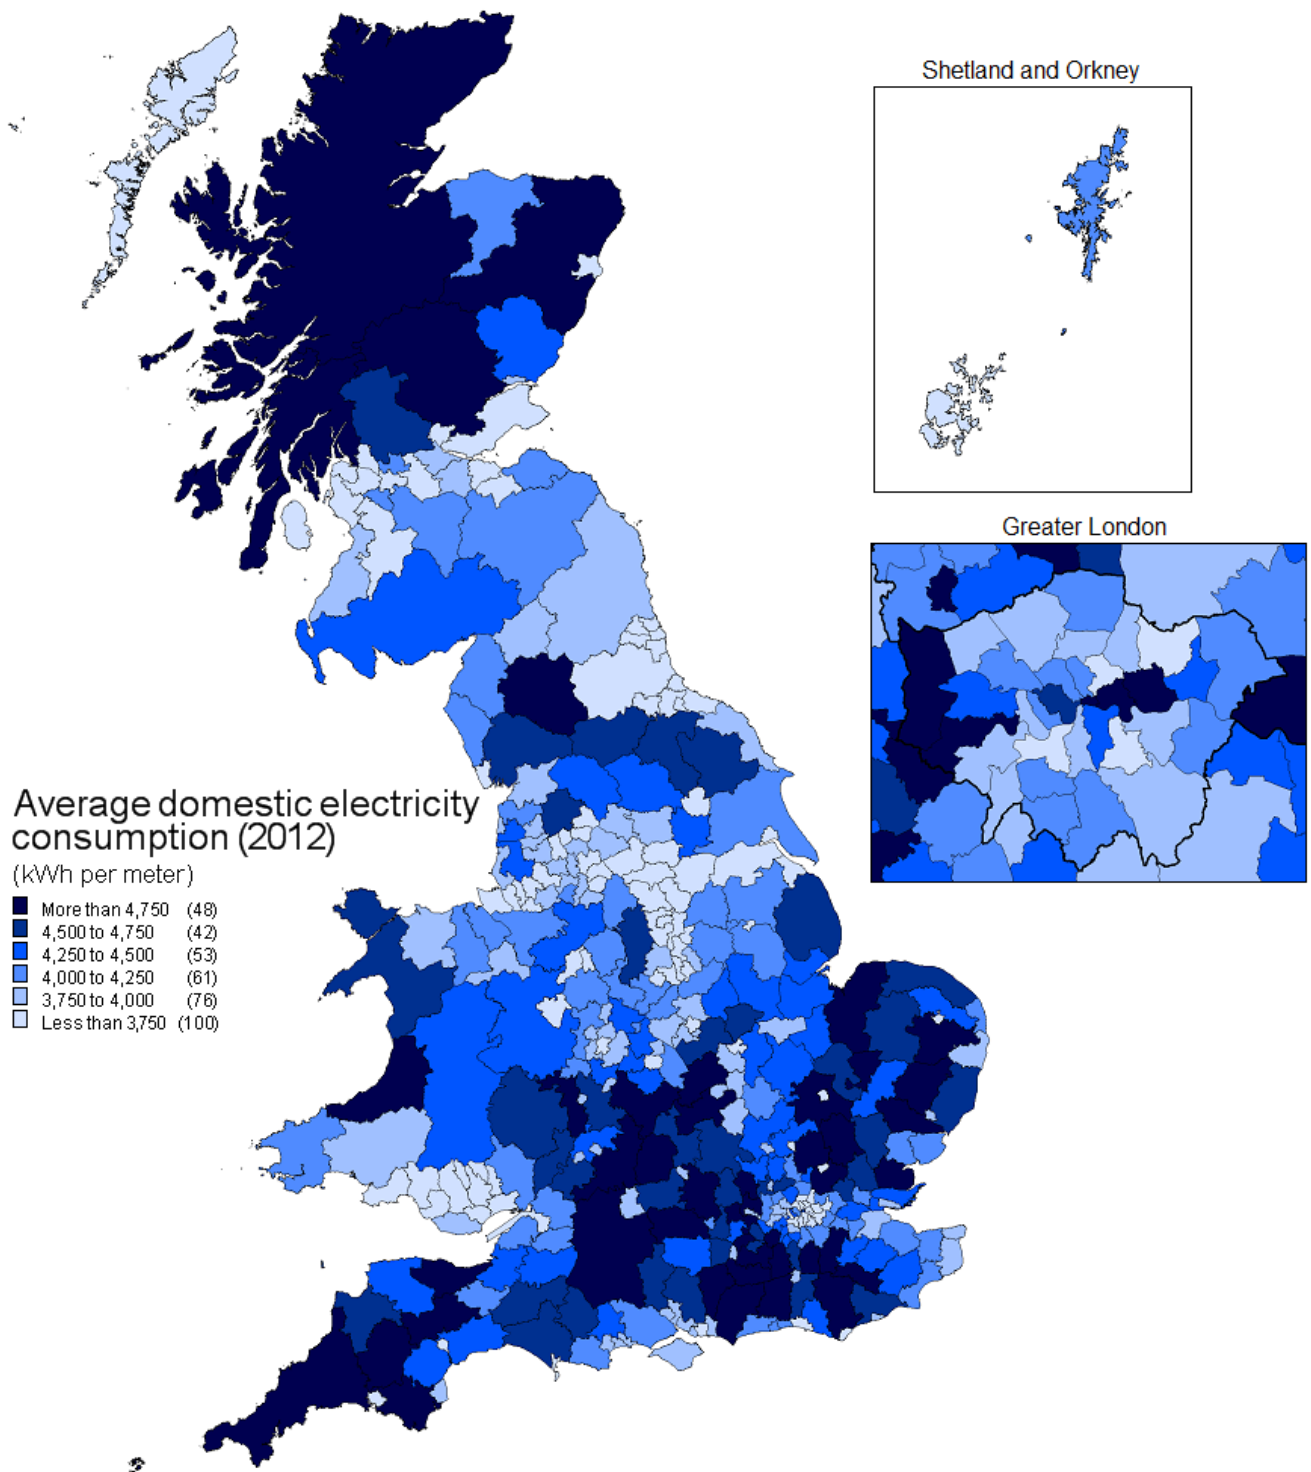 Shetland and Orkney
Greater London
Average domestic electricity
consumption (2012)
(kWh per meter)
More than 4,750 (48)
4,500 to 4,750 (42)
4,250 to 4,500 (53)
4,000 to 4,250 (61)
3,750 to 4,000 (76)
Less than 3,750 (100)